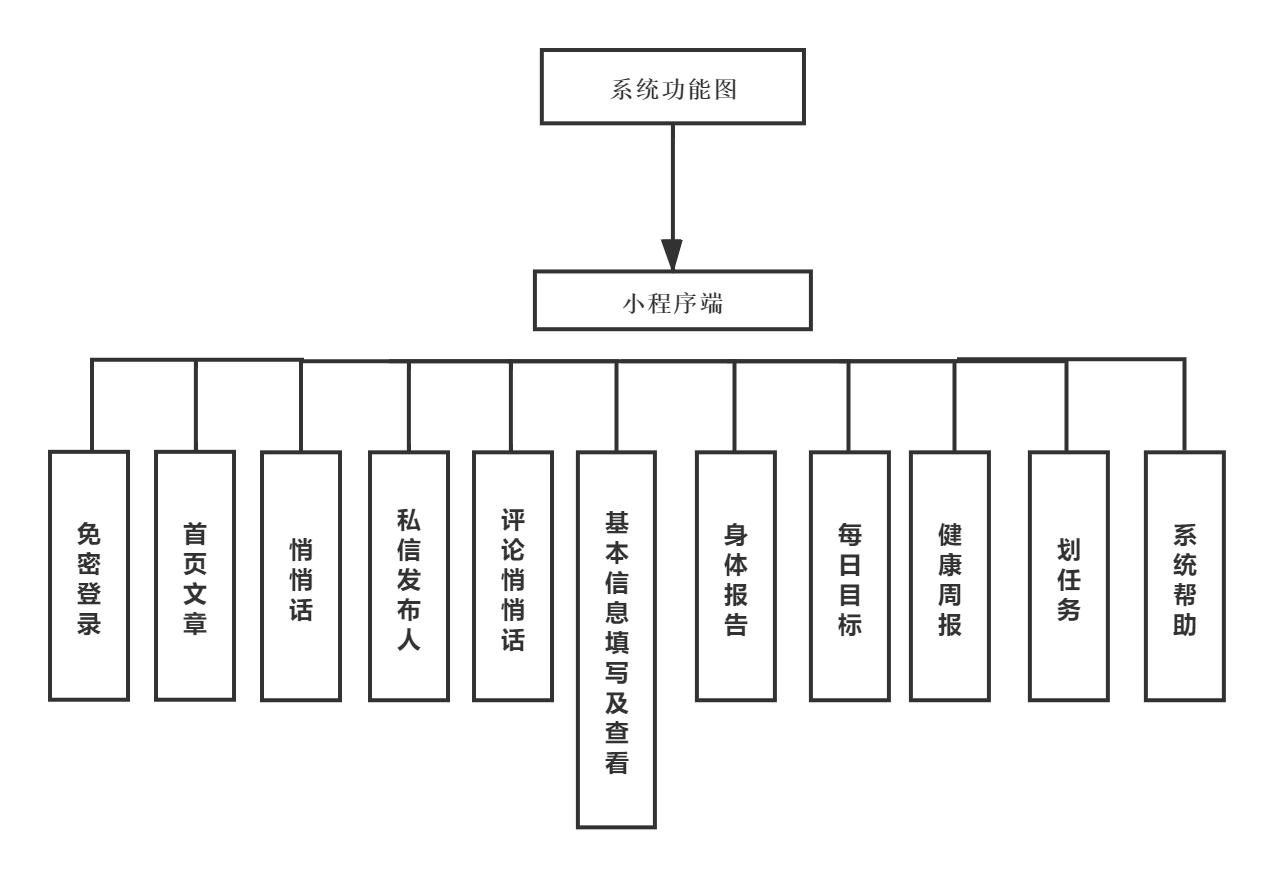 系统功能图
小程序端
免密登录
首页文章
悄悄话
私信发布人
评论悄悄话
基本信息填写及查看
身体报告
每日目标
健康周报
划任务
系统帮助